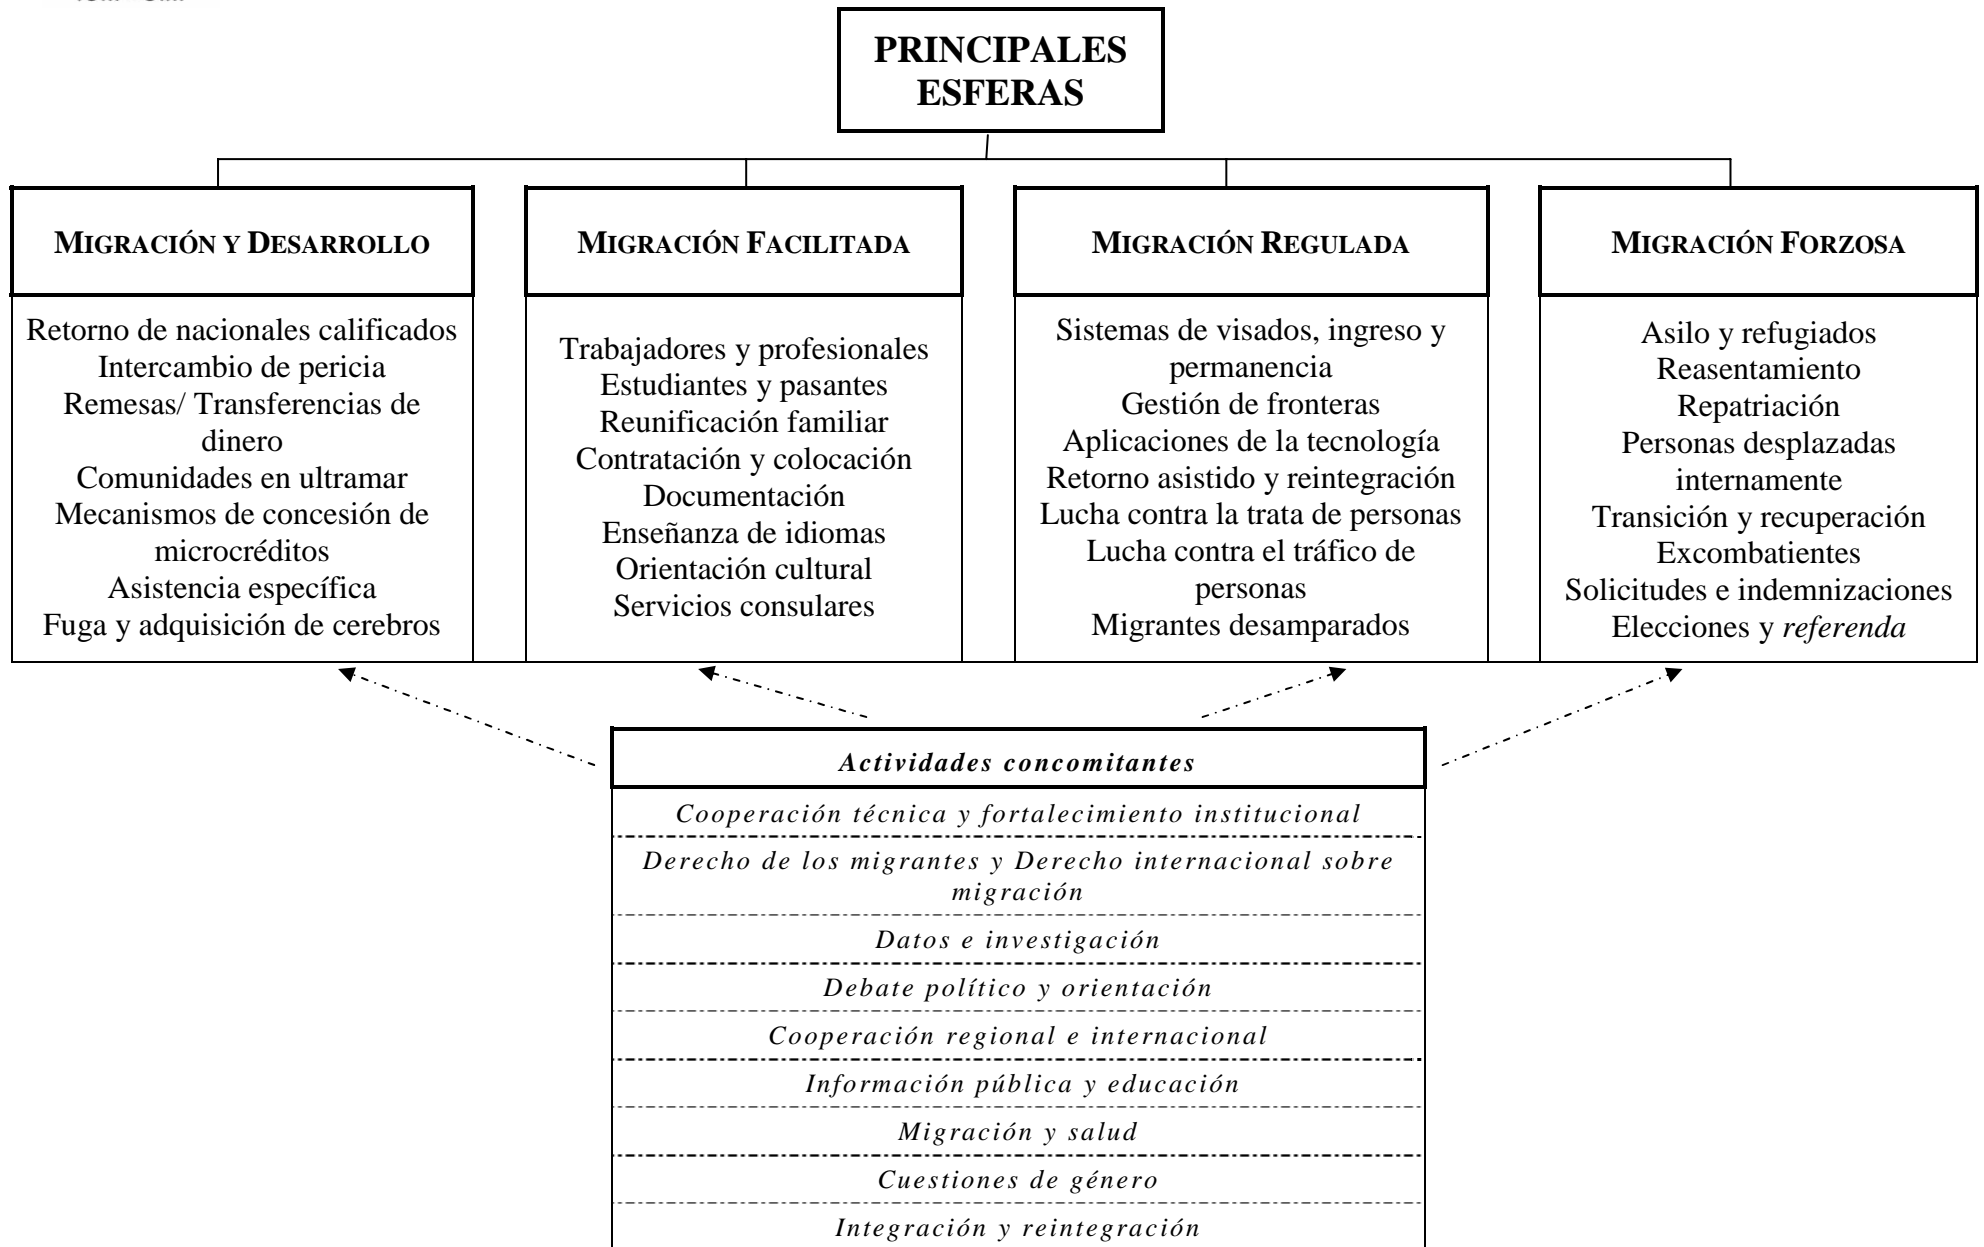 PRINCIPALES
ESFERAS
MIGRACIÓN Y DESARROLLO
Retorno de nacionales calificados
Intercambio de pericia
Remesas/ Transferencias de
dinero
Comunidades en ultramar
Mecanismos de concesión de
microcréditos
Asistencia específica
Fuga y adquisición de cerebros
MIGRACIÓN FACILITADA
Trabajadores y profesionales
Estudiantes y pasantes
Reunificación familiar
Contratación y colocación
Documentación
Enseñanza de idiomas
Orientación cultural
Servicios consulares
MIGRACIÓN REGULADA
Sistemas de visados, ingreso y
permanencia
Gestión de fronteras
Aplicaciones de la tecnología
Retorno asistido y reintegración
Lucha contra la trata de personas
Lucha contra el tráfico de
personas
Migrantes desamparados
MIGRACIÓN FORZOSA
Asilo y refugiados
Reasentamiento
Repatriación
Personas desplazadas
internamente
Transición y recuperación
Excombatientes
Solicitudes e indemnizaciones
Elecciones y referenda
Actividades concomitantes
Cooperación técnica y fortalecimiento institucional
Derecho de los migrantes y Derecho internacional sobre
migración
Datos e investigación
Debate político y orientación
Cooperación regional e internacional
Información pública y educación
Migración y salud
Cuestiones de género
Integración y reintegración